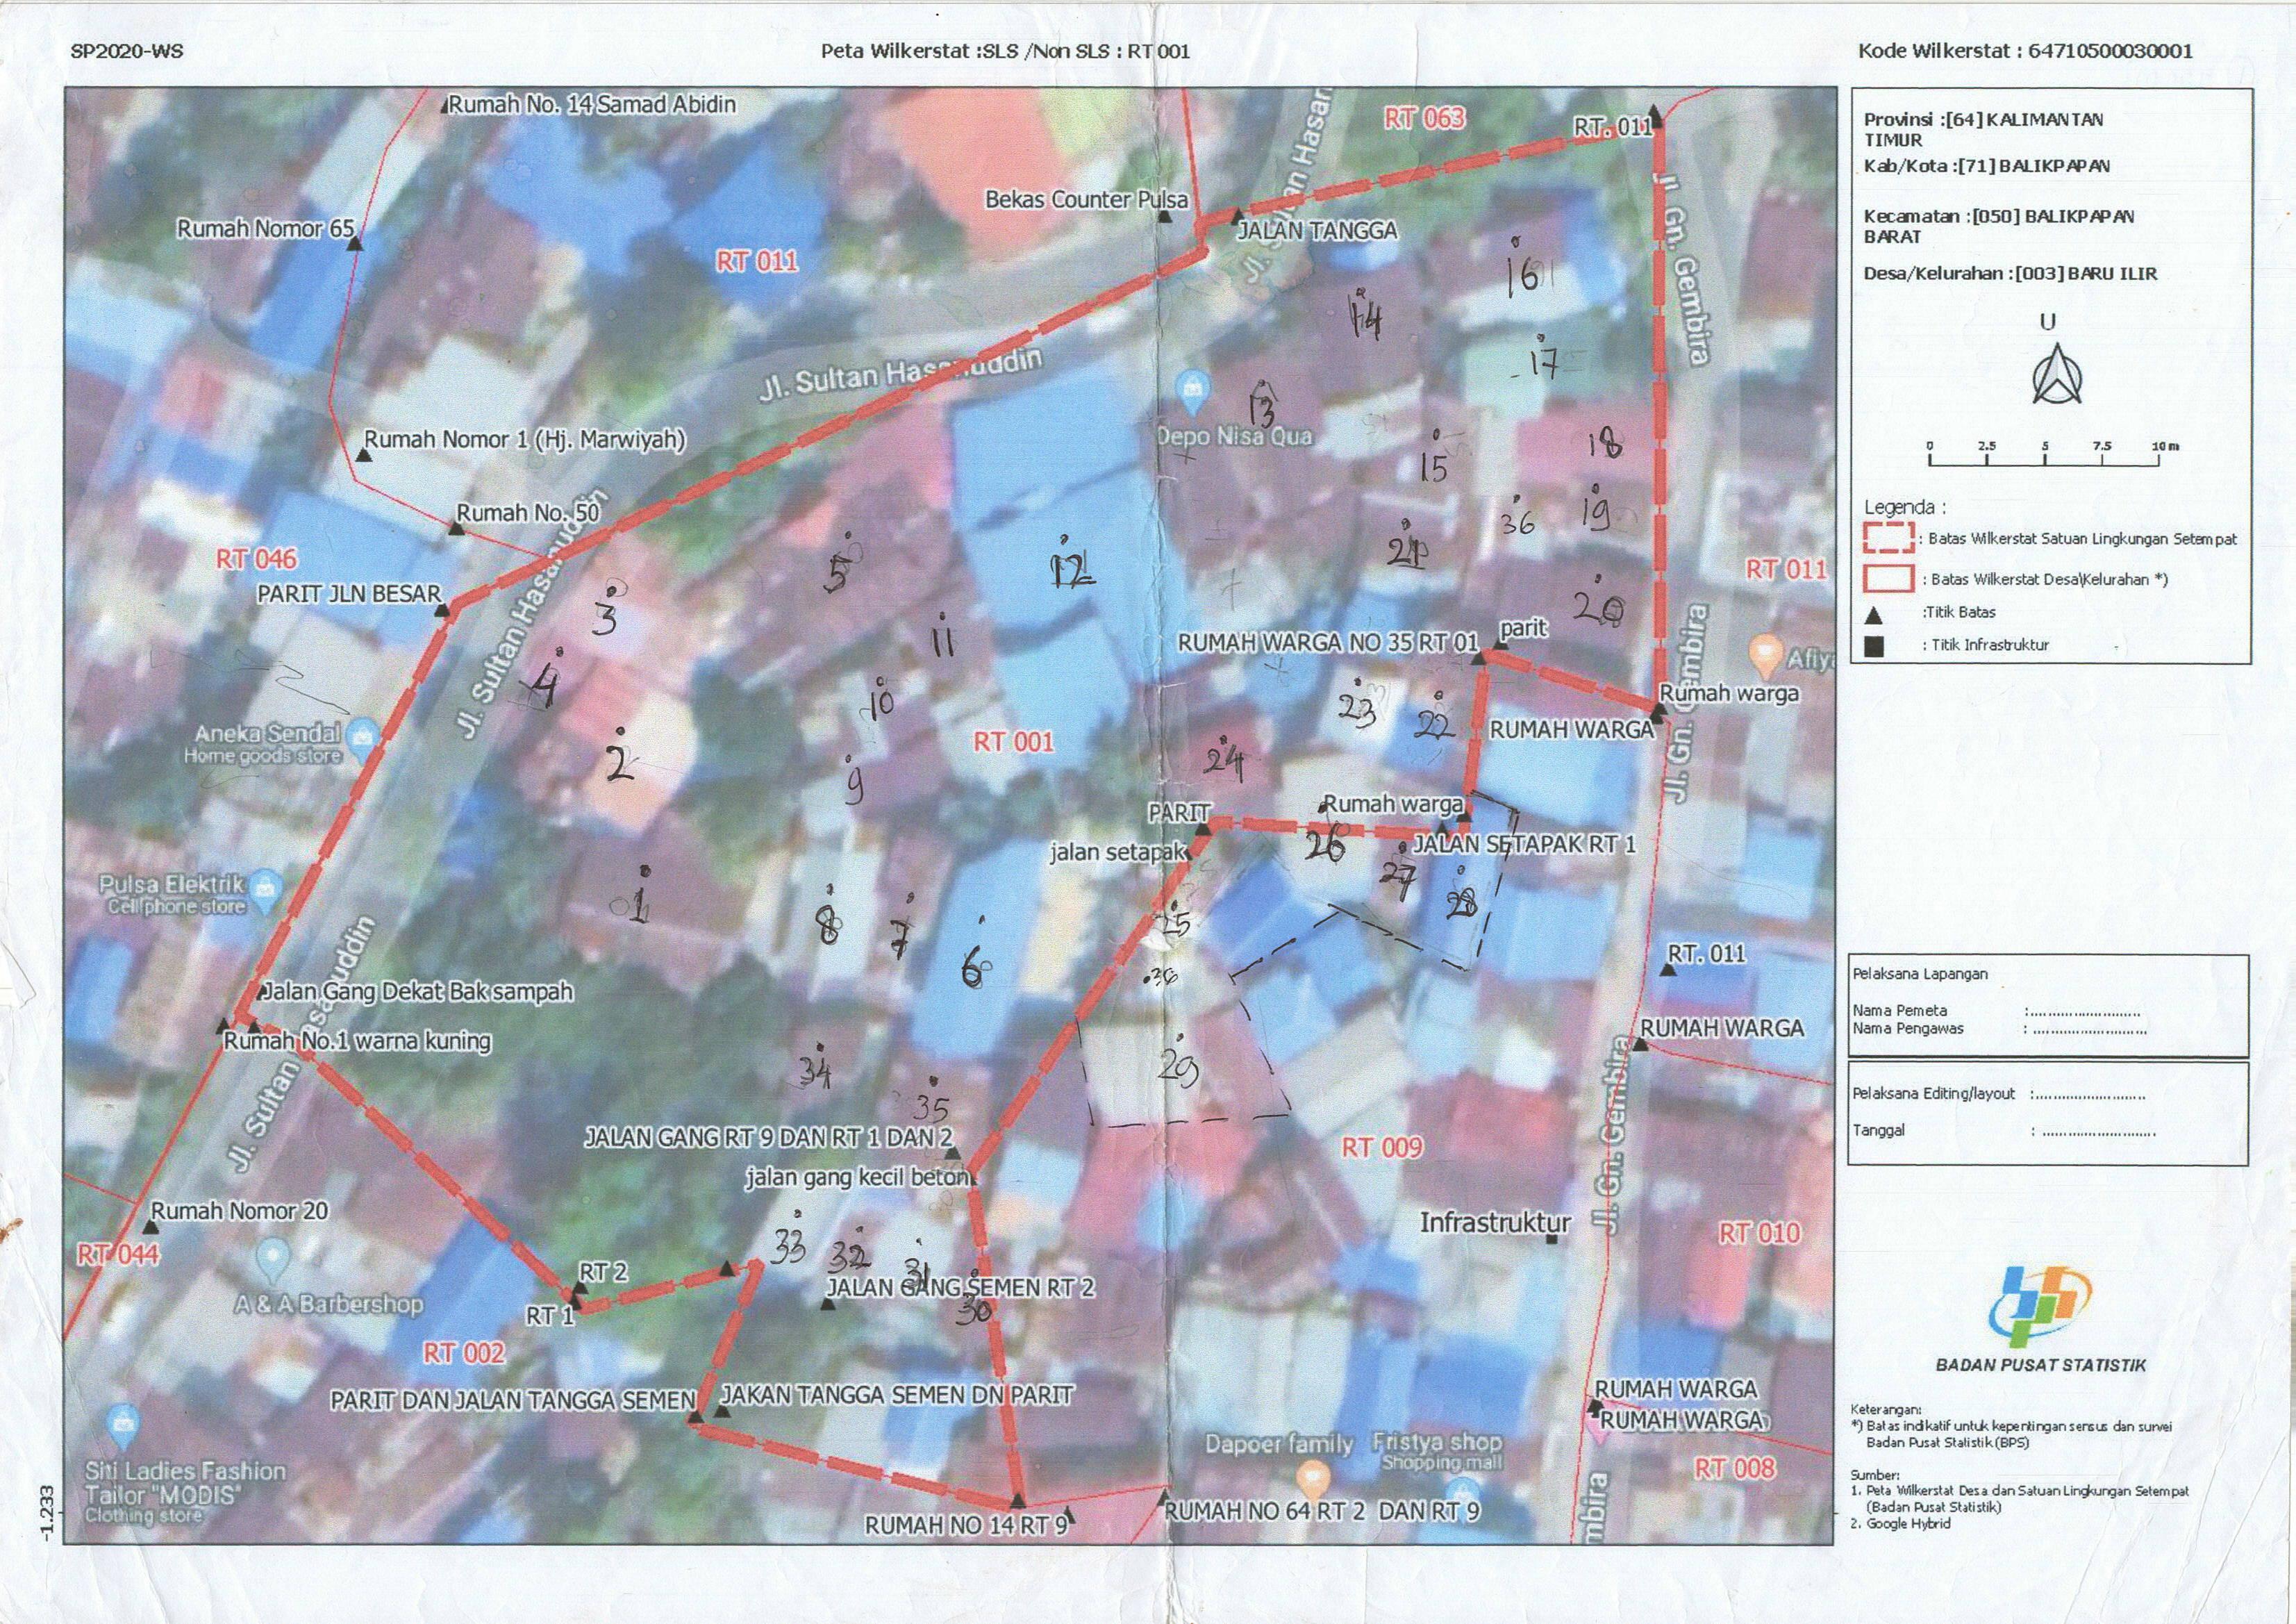 SP2020-WS
Peta Wilkerstat : SLS / Non SLS : RT 001
Kode Wilkerstat : 64710500030001
-1.233
Rumah No. 14 Samad Abidin
Rumah Nomor 65
RT 011
Bekas Counter Pulsa
RT 063
RT. 011
JALAN TANGGA
Jl. Sultan Hasanuddin
Jl. Sultan Hasan
Rumah Nomor 1 (Hj. Marwiyah)
Rumah No. 50
RT 046
PARIT JLN BESAR
Jl. Sultan Hasanuddin
Depo Nisa Qua
Jl. Gn. Gembira
RT 011
Aneka Sendal
Home goods store
RT 001
RUMAH WARGA NO 35 RT 01
parit
Afiy
Rumah warga
RUMAH WARGA
Jl. Gn. Gembira
Pulsa Elektrik
Cellphone store
PARIT
jalan setapak
Rumah warga
JALAN SETAPAK RT 1
Jl. Sultan Hasanuddin
Jalan Gang Dekat Bak sampah
Rumah No.1 warna kuning
RT. 011
RUMAH WARGA
JALAN GANG RT 9 DAN RT 1 DAN 2
jalan gang kecil beton
RT 009
Infrastruktur
Jl. Gn. Gembira
RT 010
Rumah Nomor 20
RT 044
RT 2
RT 1
JALAN GANG SEMEN RT 2
A & A Barbershop
RT 002
PARIT DAN JALAN TANGGA SEMEN
JAKAN TANGGA SEMEN DN PARIT
RUMAH WARGA
RUMAH WARGA
RT 008
Siti Ladies Fashion
Tailor "MODIS"
Clothing store
Dapoer family
Fristya shop
Shopping mall
RUMAH NO 14 RT 9
RUMAH NO 64 RT 2 DAN RT 9
mbira
1
2
3
4
5
6
7
8
9
10
11
12
13
14
15
16
17
18
19
20
21
22
23
24
25
26
27
28
29
30
31
32
33
34
35
36
36
Provinsi :[64] KALIMANTAN
TIMUR
Kab/Kota :[71] BALIKPAPAN
Kecamatan :[050] BALIKPAPAN
BARAT
Desa/Kelurahan :[003] BARU ILIR
U
0 2.5 5 7.5 10 m
Legenda :
: Batas Wilkerstat Satuan Lingkungan Setempat
: Batas Wilkerstat Desa\Kelurahan *)
:Titik Batas
: Titik Infrastruktur
Pelaksana Lapangan
Nama Pemeta :....................
Nama Pengawas : ....................
Pelaksana Editing/layout :....................
Tanggal : ....................
BADAN PUSAT STATISTIK
Keterangan:
*) Batas indikatif untuk kepentingan sensus dan survei
Badan Pusat Statistik (BPS)
Sumber:
1. Peta Wilkerstat Desa dan Satuan Lingkungan Setempat
(Badan Pusat Statistik)
2. Google Hybrid